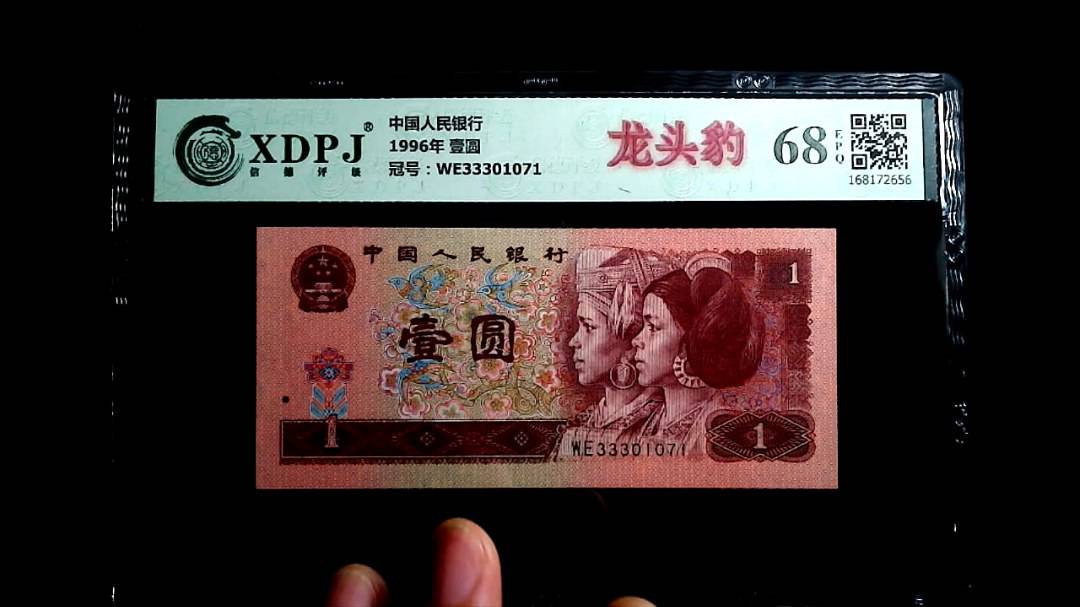 XDPJ®
信德评级
中国人民银行
1996年 壹圆
冠号：WE33301071
龙头豹
68
EPQ
168172656
中国人民银行
1
壹圆
1
WE33301071
1